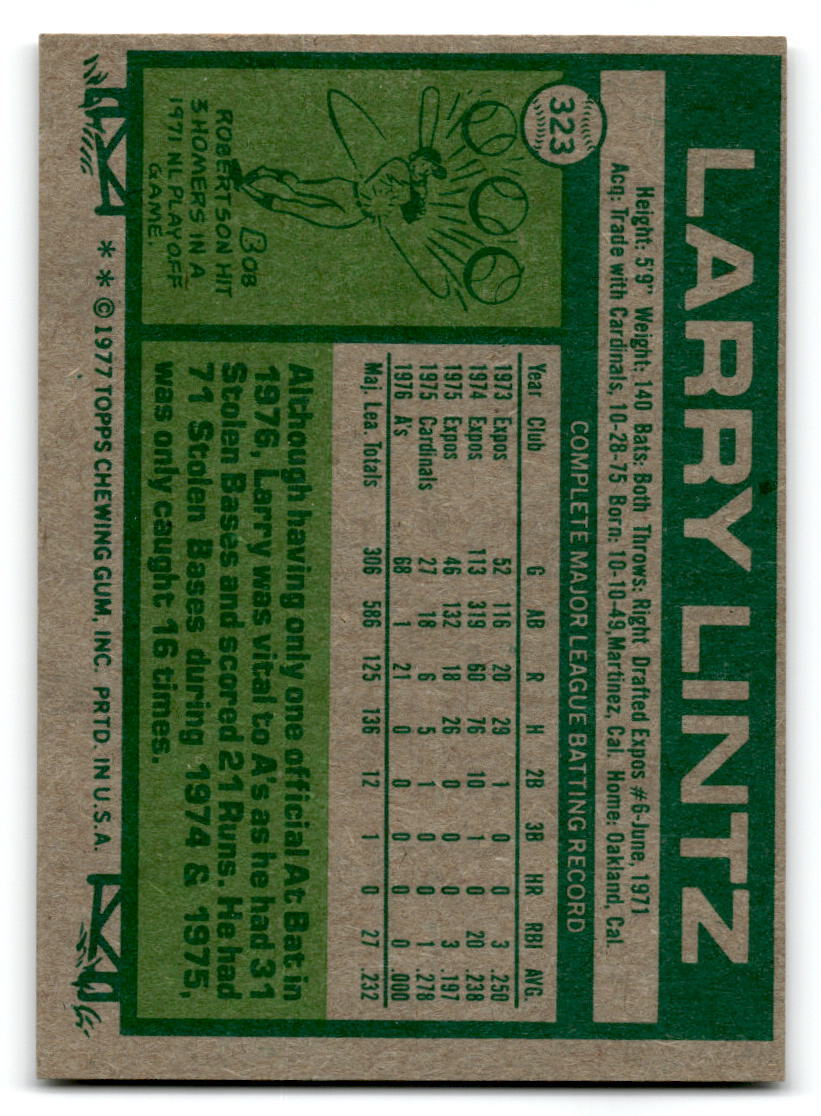 323
LARRY LINTZ
Height: 5'9" Weight: 140 Bats: Both Throws: Right Drafted Expos #6-June, 1971
Acq: Trade with Cardinals, 10-28-75 Born: 10-10-49, Martinez, Cal. Home: Oakland, Cal.
COMPLETE MAJOR LEAGUE BATTING RECORD
Year Club G AB R H 2B 3B HR RBI AVG.
1973 Expos 52 116 20 29 1 0 0 3 .250
1974 Expos 113 319 60 76 10 1 0 20 .238
1975 Expos 46 132 18 26 0 0 0 3 .197
1975 Cardinals 27 18 6 5 1 0 0 1 .278
1976 A's 68 1 21 0 0 0 0 0 .000
Maj. Lea. Totals 306 586 125 136 12 1 0 27 .232
BOB
ROBERTSON HIT
3 HOMERS IN A
1971 NL PLAYOFF
GAME.
Although having only one official At Bat in
1976, Larry was vital to A's as he had 31
Stolen Bases and scored 21 Runs. He had
71 Stolen Bases during 1974 & 1975,
was only caught 16 times.
* * ©1977 TOPPS CHEWING GUM, INC. PRTD. IN U.S.A.